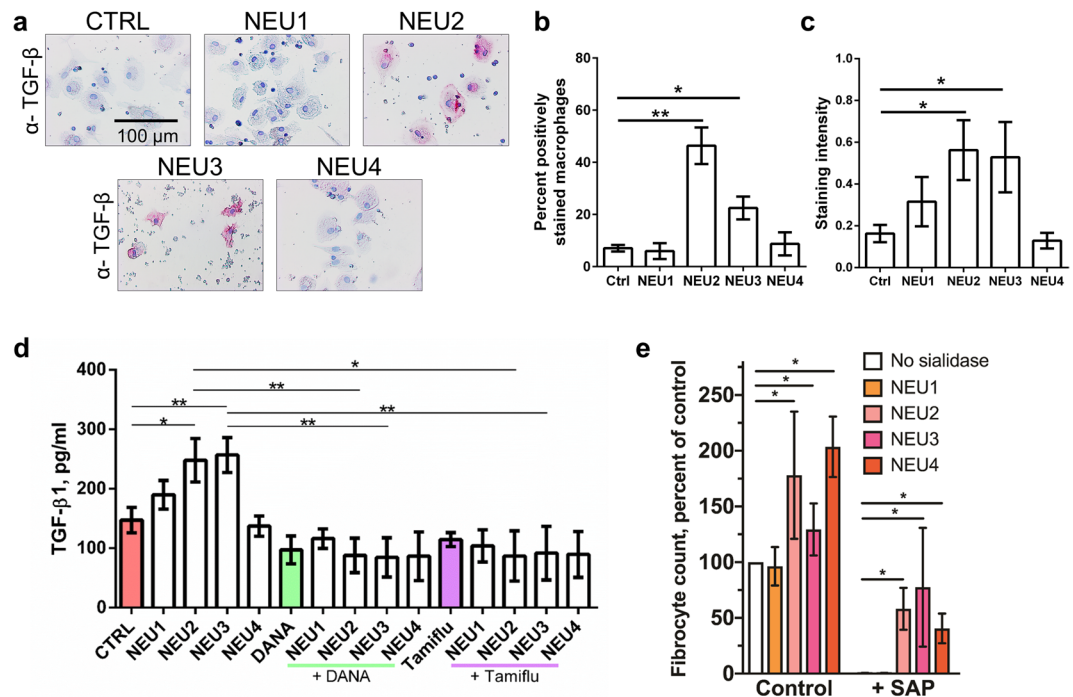 a
CTRL
NEU1
NEU2
α- TGF-β
100 µm
NEU3
NEU4
α- TGF-β
b
Percent positively
stained macrophages
80
60
40
20
0
*
**
Ctrl NEU1 NEU2 NEU3 NEU4
c
Staining intensity
1.0
0.8
0.6
0.4
0.2
0.0
*
*
Ctrl NEU1 NEU2 NEU3 NEU4
d
TGF-β1, pg/ml
400
300
200
100
0
*
**
**
**
*
**
CTRL NEU1 NEU2 NEU3 NEU4 DANA NEU1 NEU2 NEU3 NEU4 Tamiflu NEU1 NEU2 NEU3 NEU4
+ DANA
+ Tamiflu
e
Fibrocyte count, percent of control
250
200
150
100
50
0
*
*
*
*
*
*
No sialidase
NEU1
NEU2
NEU3
NEU4
Control + SAP